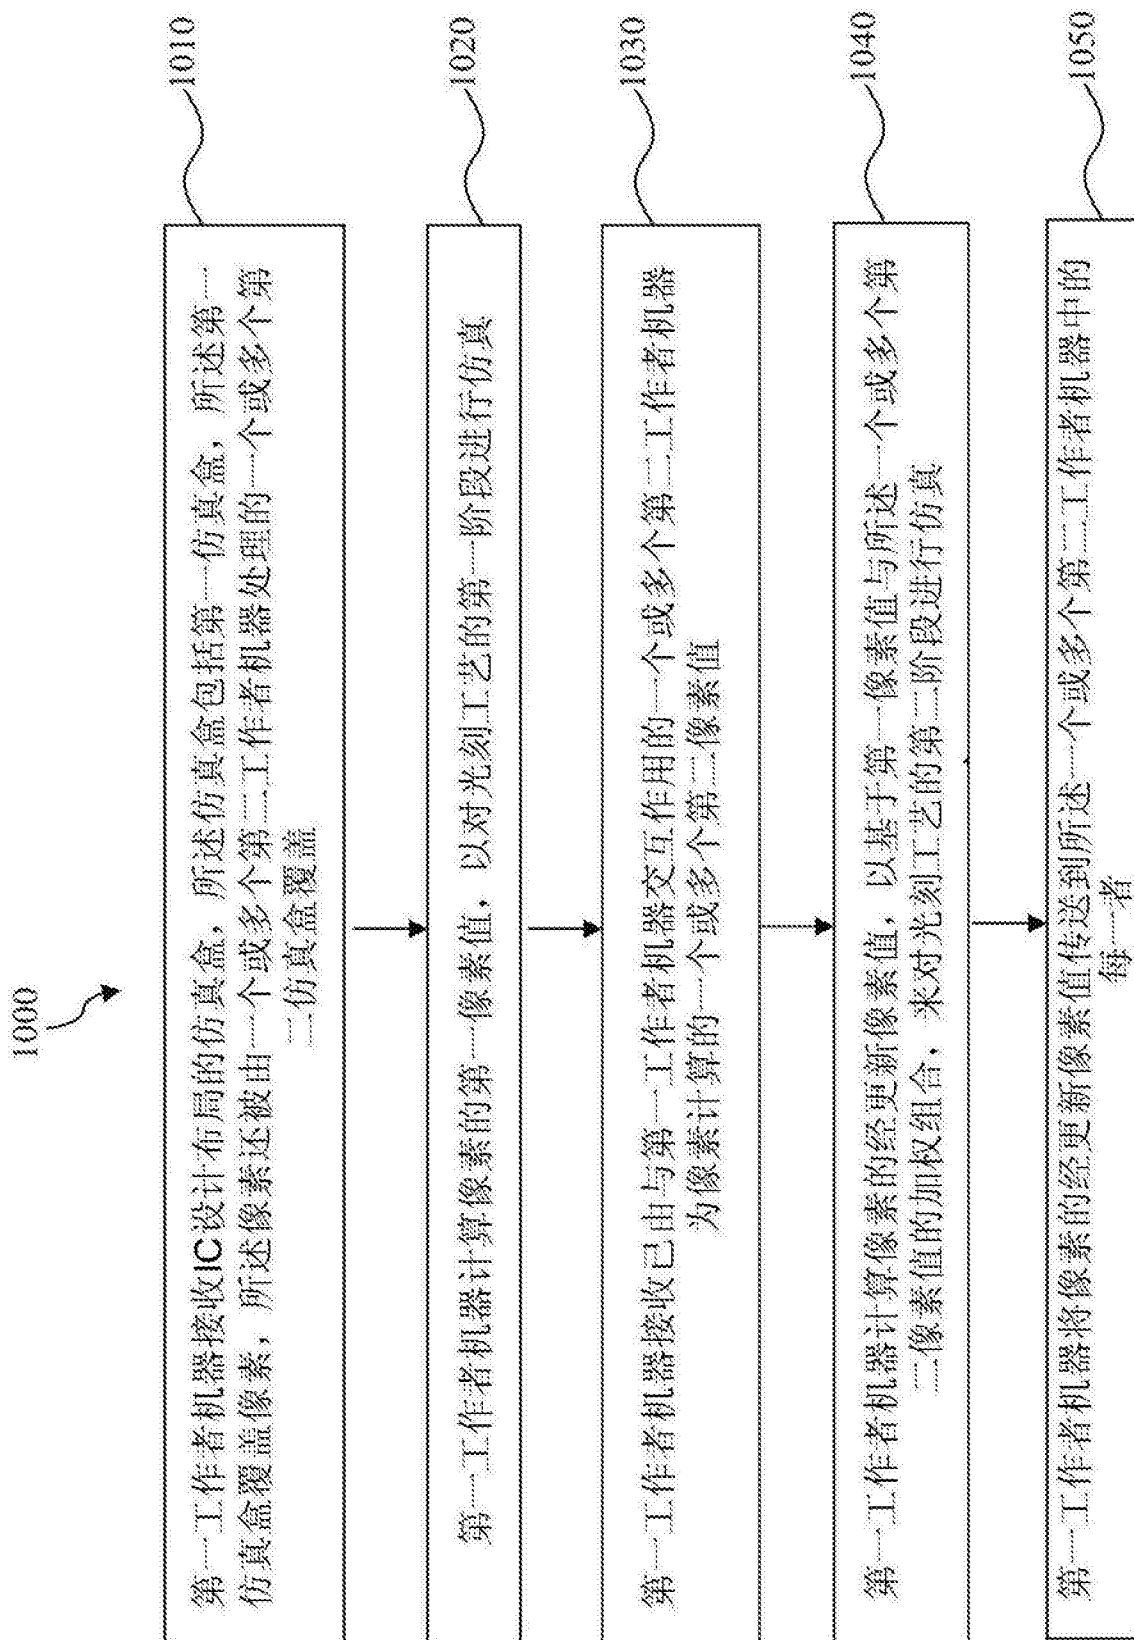 1000
第一工作者机器接收IC设计布局的仿真盒，所述仿真盒包括第一仿真盒，所述第一
仿真盒覆盖像素，所述像素还被由一个或多个第二工作者机器处理的一个或多个第
二仿真盒覆盖
1010
第一工作者机器计算像素的第一像素值，以对光刻工艺的第一阶段进行仿真
1020
第一工作者机器接收已由与第一工作者机器交互作用的一个或多个第二工作者机器
为像素计算的一个或多个第二像素值
1030
第一工作者机器计算像素的经更新像素值，以基于第一像素值与所述一个或多个第
二像素值的加权组合，来对光刻工艺的第二阶段进行仿真
1040
第一工作者机器将像素的经更新像素值传送到所述一个或多个第二工作者机器中的
每一者
1050